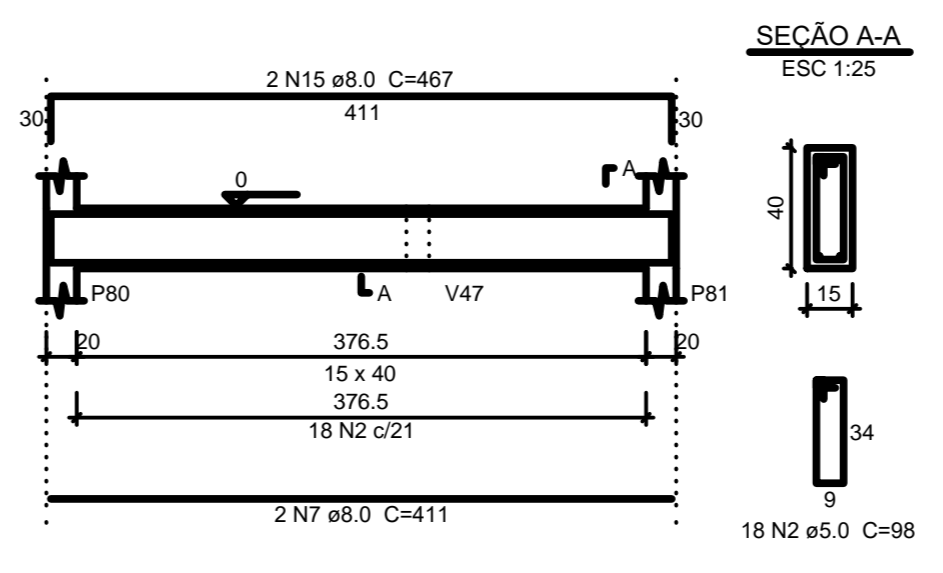 SEÇÃO A-A
ESC 1:25
2 N15 ø8.0 C=467
30
411
30
0
A
40
15
P80
A
V47
P81
20
376.5
20
15 x 40
376.5
18 N2 c/21
34
9
2 N7 ø8.0 C=411
18 N2 ø5.0 C=98